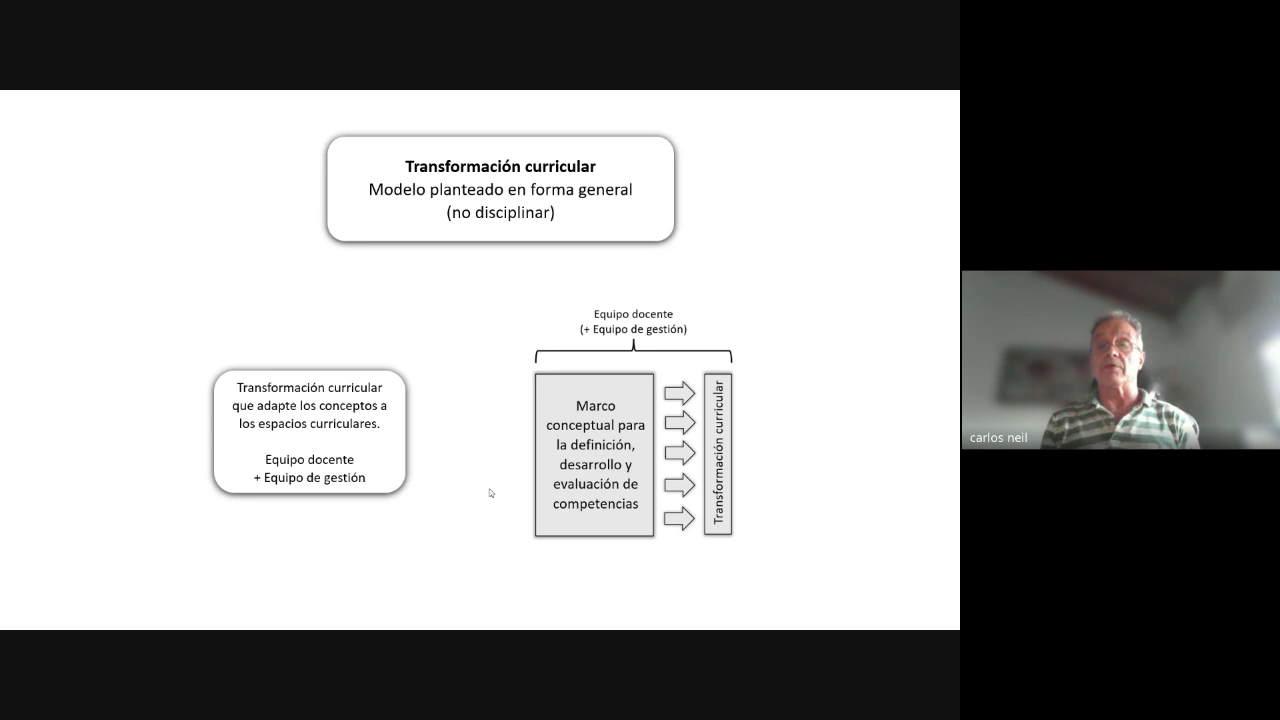 Transformación curricular
Modelo planteado en forma general
(no disciplinar)
Equipo docente
(+ Equipo de gestión)
Transformación curricular
que adapte los conceptos a
los espacios curriculares.
Equipo docente
+ Equipo de gestión
Marco
conceptual para
la definición,
desarrollo y
evaluación de
competencias
Transformación curricular
carlos neil